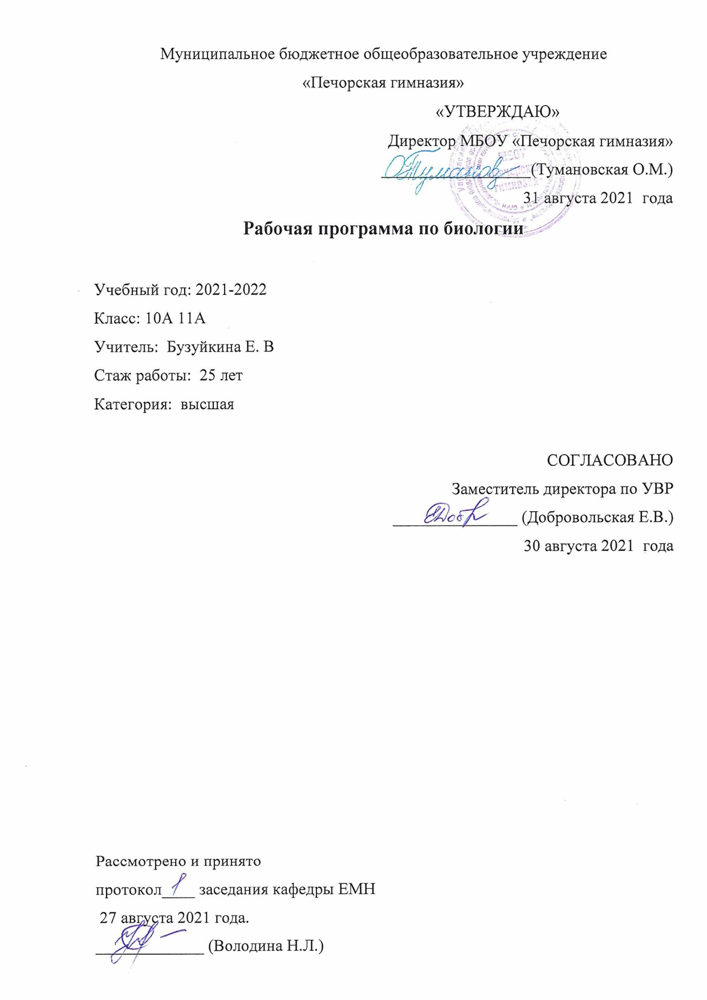 Муниципальное бюджетное общеобразовательное учреждение
«Печорская гимназия»
«УТВЕРЖДАЮ»
Директор МБОУ «Печорская гимназия»
(Тумановская О.М.)
31 августа 2021 года
Рабочая программа по биологии
Учебный год: 2021-2022
Класс: 10А 11А
Учитель: Бузуйкина Е. В
Стаж работы: 25 лет
Категория: высшая
СОГЛАСОВАНО
Заместитель директора по УВР
(Добровольская Е.В.)
30 августа 2021 года
Рассмотрено и принято
протокол 1 заседания кафедры ЕМН
27 августа 2021 года.
(Володина Н.Л.)